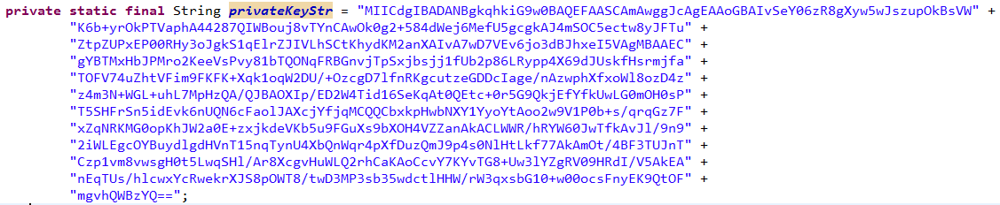 private static final String privateKeyStr = "MIICdgIBADANBgkqhkiG9w0BAQEFAASCAmAwggJcAgEAAoGBAIvSeY06zR8gXyw5wJszupOkBsVW" +
"K6b+yrOkPTVaphA44287QIWBouj8vTYnCAwOk0g2+584dWej6MefU5gcgkAJ4mSOC5ectw8yJFTu" +
"ZtpZUPxEP00RHy3oJgkS1qElrZJIVLhSCtKhydKM2anXAIvA7wD7VEv6jo3dBJhxeI5VAgMBAAEC" +
"gYBTMxHbJPMro2KeeVsPvy81bTQONqFRBGnvjTpSxjbsjj1fUb2p86LRypp4X69dJUskfHsrmjfa" +
"TOFV74uZhtVFim9FKFK+Xqk1oqW2DU/+OzcgD7lfnRKgcutzeGDDcIage/nAzwphXfxoWl8ozD4z" +
"z4m3N+WGL+uhL7MpHzQA/QJBAOXIp/ED2W4Tid16SeKqAt0QEtc+0r5G9QkjEfYfkUwLG0mOH0sP" +
"T5SHFrSn5idEvk6nUQN6cFaolJAXcjYfjqMCQQCbxkpHwbNXY1YyoYtAoo2w9V1P0b+s/qrqGz7F" +
"xZqNRKMG0opKhJW2a0E+zxjkdeVKb5u9FGuXs9bXOH4VZZanAkACLWWR/hRYW60JwTfkAvJl/9n9" +
"2iWLEgcOYBuydlgdHVnT15nqTynU4XbQnWqr4pXfDuzQmJ9p4s0NlHtLkf77AkAmOt/4BF3TUJnT" +
"Czp1vm8vwsgH0t5LwqSHl/Ar8XcgvHuWLQ2rhCaKAoCcvY7KYvTG8+Uw3lYZgRV09HRdI/V5AkEA" +
"nEqTUs/hlcwxYcRwekrXJS8pOWT8/twD3MP3sb35wdctlHHW/rW3qxsbG10+w00ocsFnyEK9QtOF" +
"mgvhQWBzYQ==";